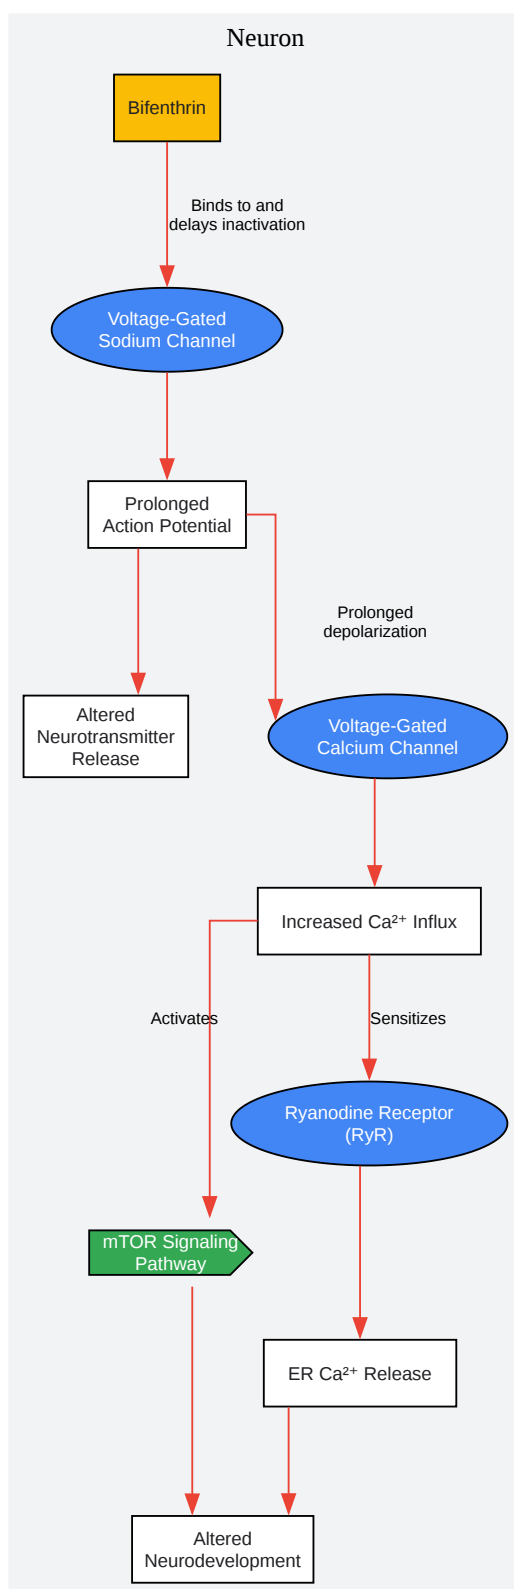 Neuron
Bifenthrin
Binds to and
delays inactivation
Voltage-Gated
Sodium Channel
Prolonged
Action Potential
Prolonged
depolarization
Altered
Neurotransmitter
Release
Voltage-Gated
Calcium Channel
Increased Ca²⁺ Influx
Activates
Sensitizes
Ryanodine Receptor
(RyR)
mTOR Signaling
Pathway
ER Ca²⁺ Release
Altered
Neurodevelopment